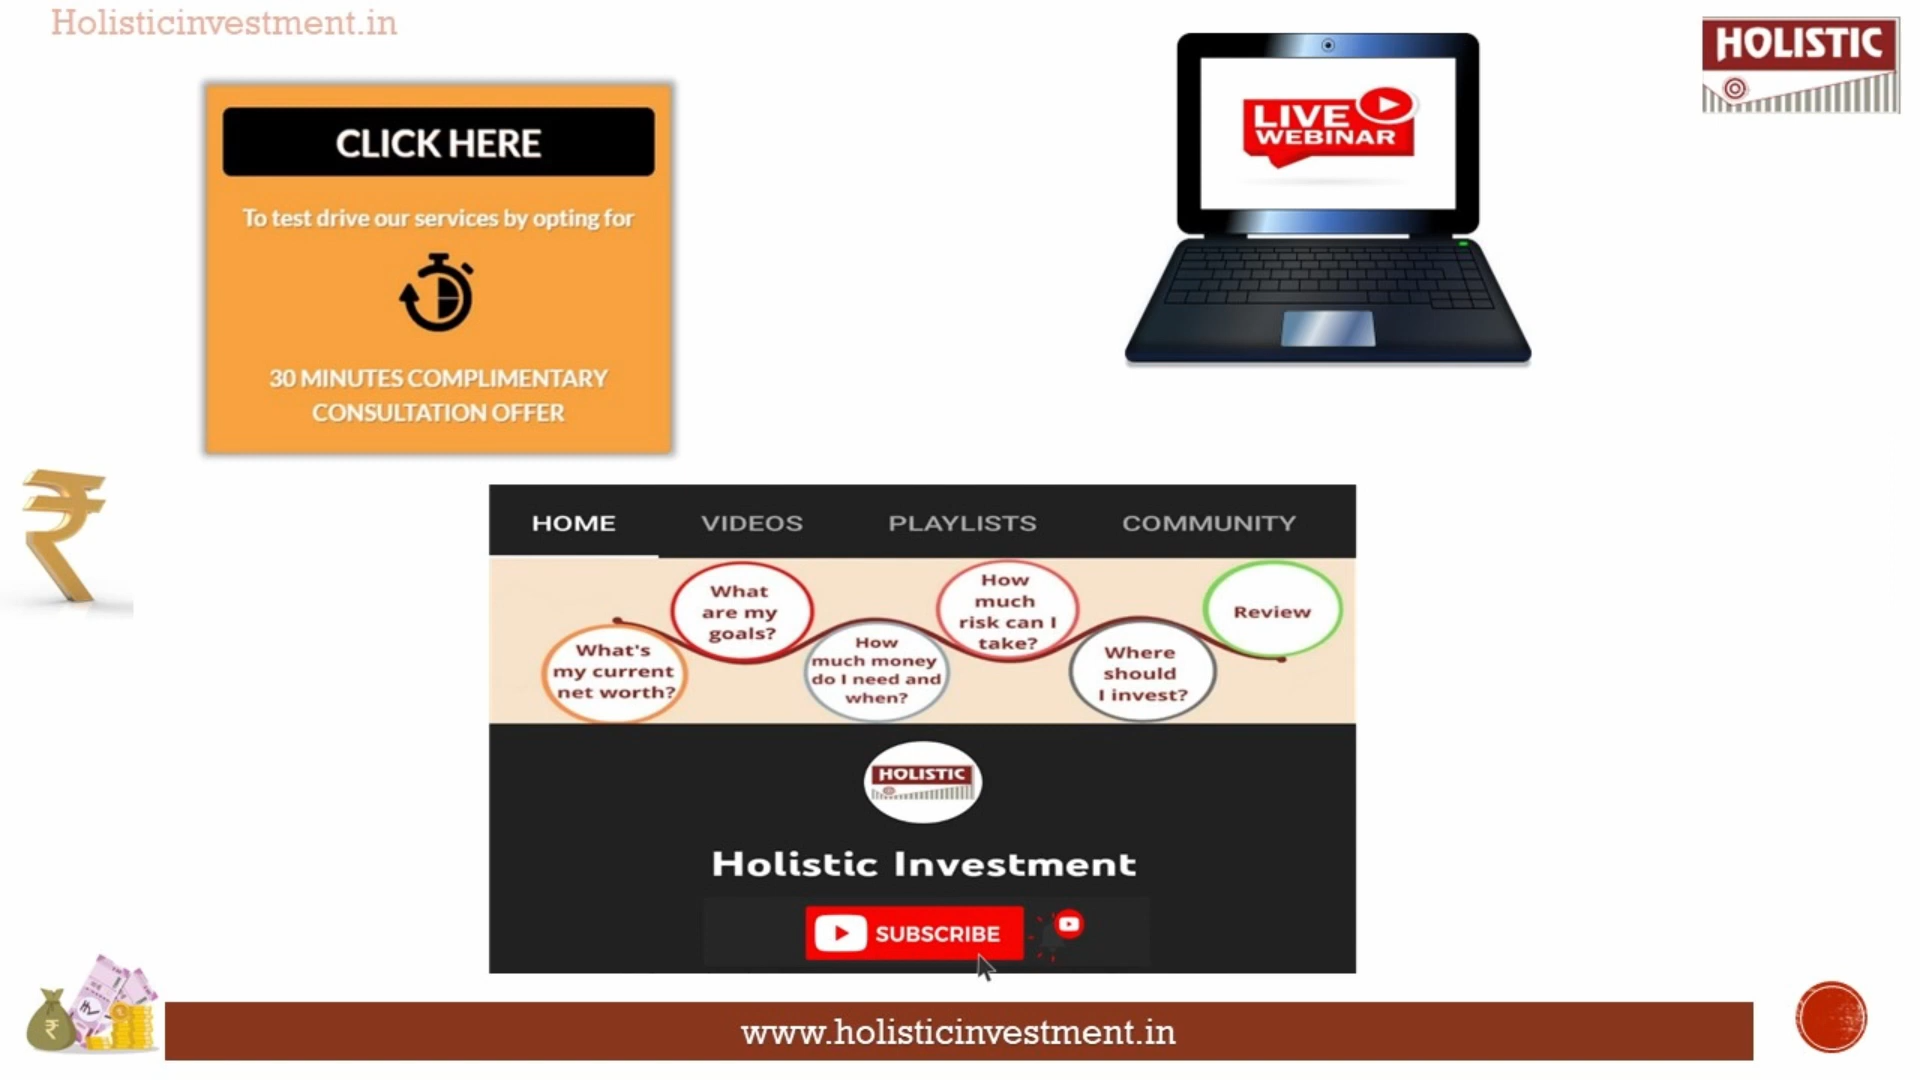 Holisticinvestment.in
HOLISTIC
CLICK HERE
To test drive our services by opting for
30 MINUTES COMPLIMENTARY
CONSULTATION OFFER
LIVE
WEBINAR
HOME VIDEOS PLAYLISTS COMMUNITY
What's
my current
net worth?
What
are my
goals?
How
much money
do I need and
when?
How
much
risk can I
take?
Where
should
I invest?
Review
HOLISTIC
Holistic Investment
SUBSCRIBE
www.holisticinvestment.in